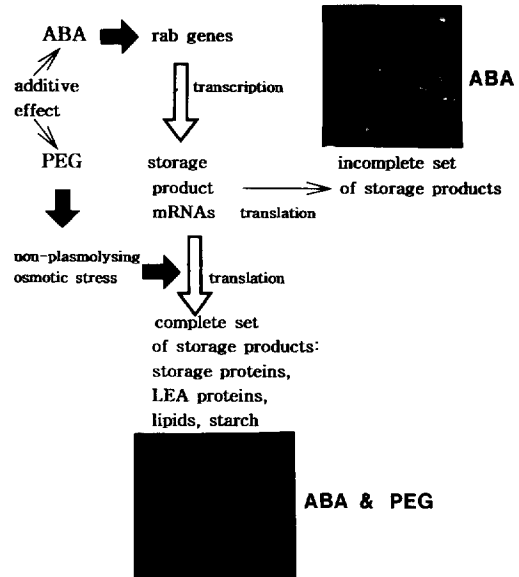 ABA
rab genes
additive
effect
transcription
ABA
PEG
storage
product
mRNAs
translation
incomplete set
of storage products
non-plasmolysing
osmotic stress
translation
complete set
of storage products:
storage proteins,
LEA proteins,
lipids, starch
ABA & PEG